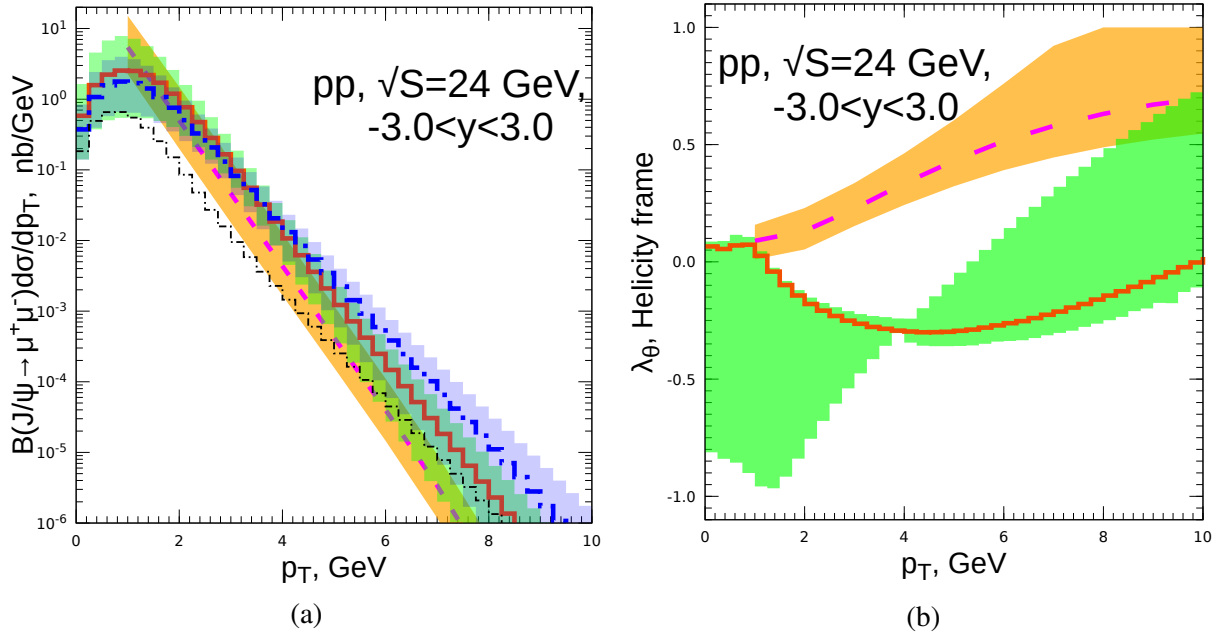 B(J/ψ → μ⁺μ⁻)dσ/dp_T, nb/GeV
10¹
10⁰
10⁻¹
10⁻²
10⁻³
10⁻⁴
10⁻⁵
10⁻⁶
pp, √S=24 GeV,
-3.0<y<3.0
0 2 4 6 8 10
p_T, GeV
(a)
λ_θ, Helicity frame
1.0
0.5
0.0
-0.5
-1.0
pp, √S=24 GeV,
-3.0<y<3.0
0 2 4 6 8 10
p_T, GeV
(b)